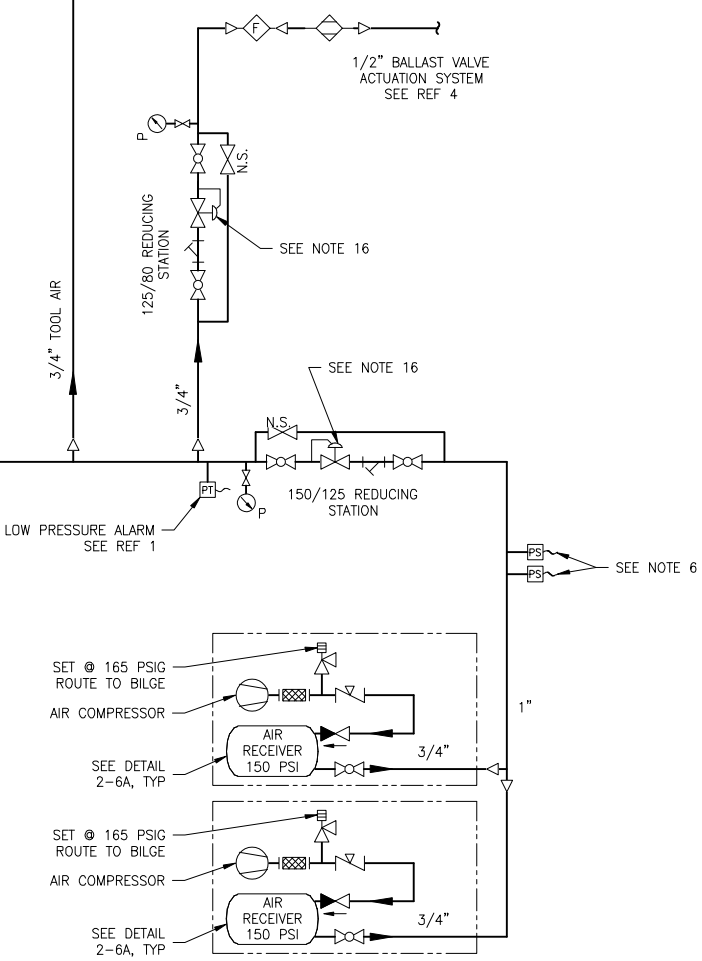 F
1/2" BALLAST VALVE
ACTUATION SYSTEM
SEE REF 4
P
N.S.
125/80 REDUCING
STATION
SEE NOTE 16
3/4" TOOL AIR
3/4"
SEE NOTE 16
N.S.
150/125 REDUCING
STATION
PT
P
LOW PRESSURE ALARM
SEE REF 1
PS
PS
SEE NOTE 6
SET @ 165 PSIG
ROUTE TO BILGE
AIR COMPRESSOR
1"
AIR
RECEIVER
150 PSI
3/4"
SEE DETAIL
2-6A, TYP
SET @ 165 PSIG
ROUTE TO BILGE
AIR COMPRESSOR
AIR
RECEIVER
150 PSI
3/4"
SEE DETAIL
2-6A, TYP